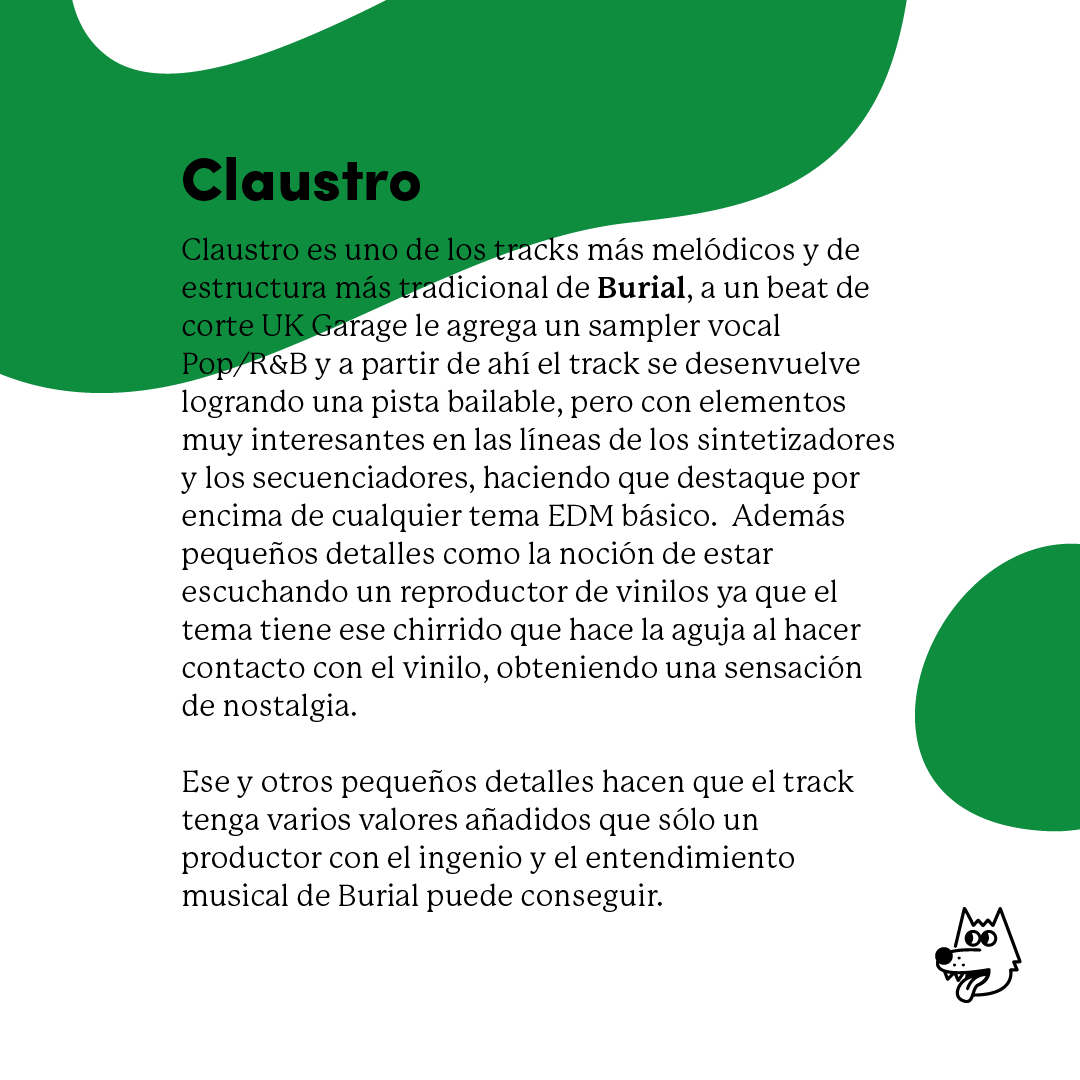 Claustro
Claustro es uno de los tracks más melódicos y de
estructura más tradicional de Burial, a un beat de
corte UK Garage le agrega un sampler vocal
Pop/R&B y a partir de ahí el track se desenvuelve
logrando una pista bailable, pero con elementos
muy interesantes en las líneas de los sintetizadores
y los secuenciadores, haciendo que destaque por
encima de cualquier tema EDM básico.  Además
pequeños detalles como la noción de estar
escuchando un reproductor de vinilos ya que el
tema tiene ese chirrido que hace la aguja al hacer
contacto con el vinilo, obteniendo una sensación
de nostalgia.
Ese y otros pequeños detalles hacen que el track
tenga varios valores añadidos que sólo un
productor con el ingenio y el entendimiento
musical de Burial puede conseguir.